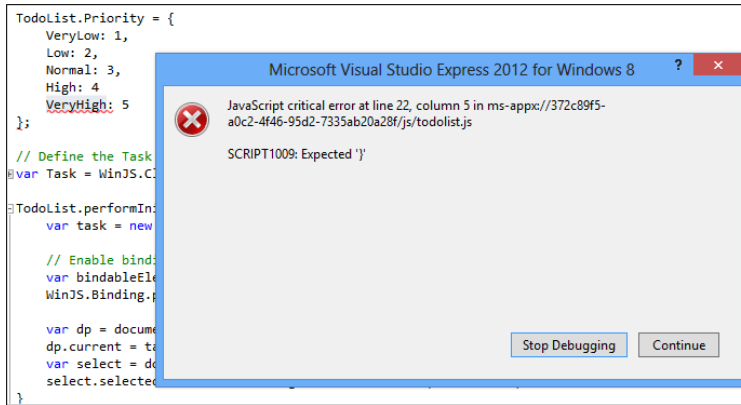 TodoList.Priority = {
VeryLow: 1,
Low: 2,
Normal: 3,
High: 4
VeryHigh: 5
};
// Define the Task
var Task = WinJS.Cl
TodoList.performIni
var task = new
// Enable bindi
var bindableEle
WinJS.Binding.p
var dp = docume
dp.current = ta
var select = do
select.selected
}
Microsoft Visual Studio Express 2012 for Windows 8
?
×
JavaScript critical error at line 22, column 5 in ms-appx://372c89f5-
a0c2-4f46-95d2-7335ab20a28f/js/todolist.js
SCRIPT1009: Expected '}'
Stop Debugging
Continue